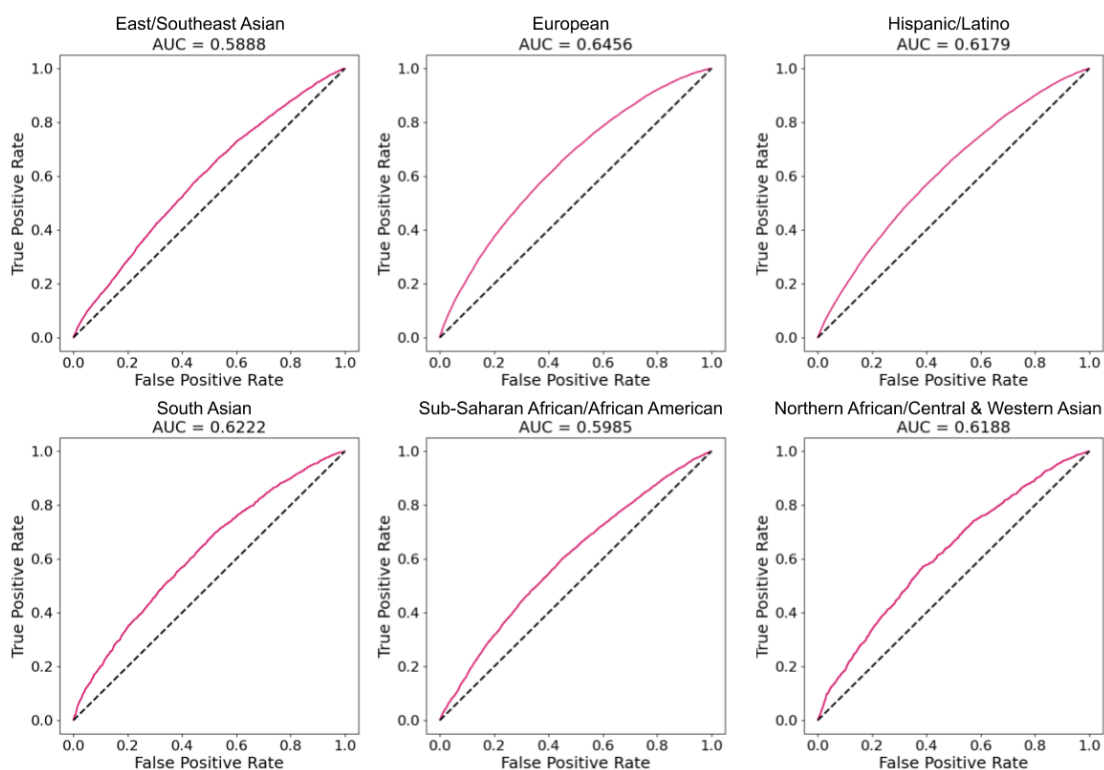 East/Southeast Asian
AUC = 0.5888
True Positive Rate
1.0
0.8
0.6
0.4
0.2
0.0
0.0 0.2 0.4 0.6 0.8 1.0
False Positive Rate
European
AUC = 0.6456
True Positive Rate
1.0
0.8
0.6
0.4
0.2
0.0
0.0 0.2 0.4 0.6 0.8 1.0
False Positive Rate
Hispanic/Latino
AUC = 0.6179
True Positive Rate
1.0
0.8
0.6
0.4
0.2
0.0
0.0 0.2 0.4 0.6 0.8 1.0
False Positive Rate
South Asian
AUC = 0.6222
True Positive Rate
1.0
0.8
0.6
0.4
0.2
0.0
0.0 0.2 0.4 0.6 0.8 1.0
False Positive Rate
Sub-Saharan African/African American
AUC = 0.5985
True Positive Rate
1.0
0.8
0.6
0.4
0.2
0.0
0.0 0.2 0.4 0.6 0.8 1.0
False Positive Rate
Northern African/Central & Western Asian
AUC = 0.6188
True Positive Rate
1.0
0.8
0.6
0.4
0.2
0.0
0.0 0.2 0.4 0.6 0.8 1.0
False Positive Rate